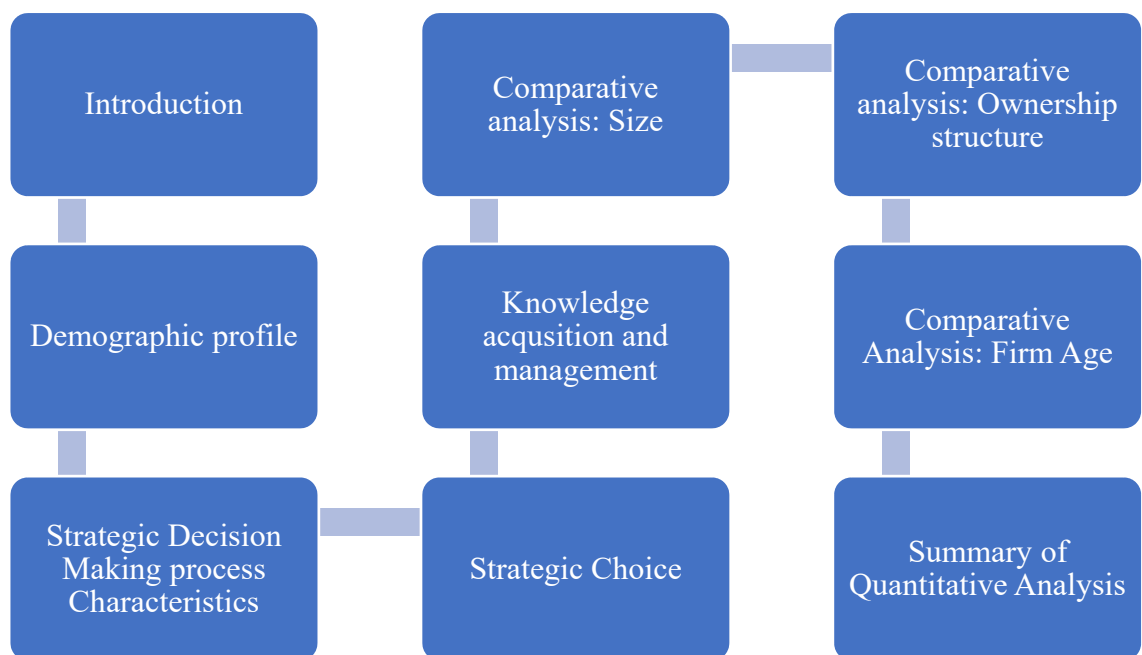 Introduction
Demographic profile
Strategic Decision
Making process
Characteristics
Strategic Choice
Knowledge
acqusition and
management
Comparative
analysis: Size
Comparative
analysis: Ownership
structure
Comparative
Analysis: Firm Age
Summary of
Quantitative Analysis